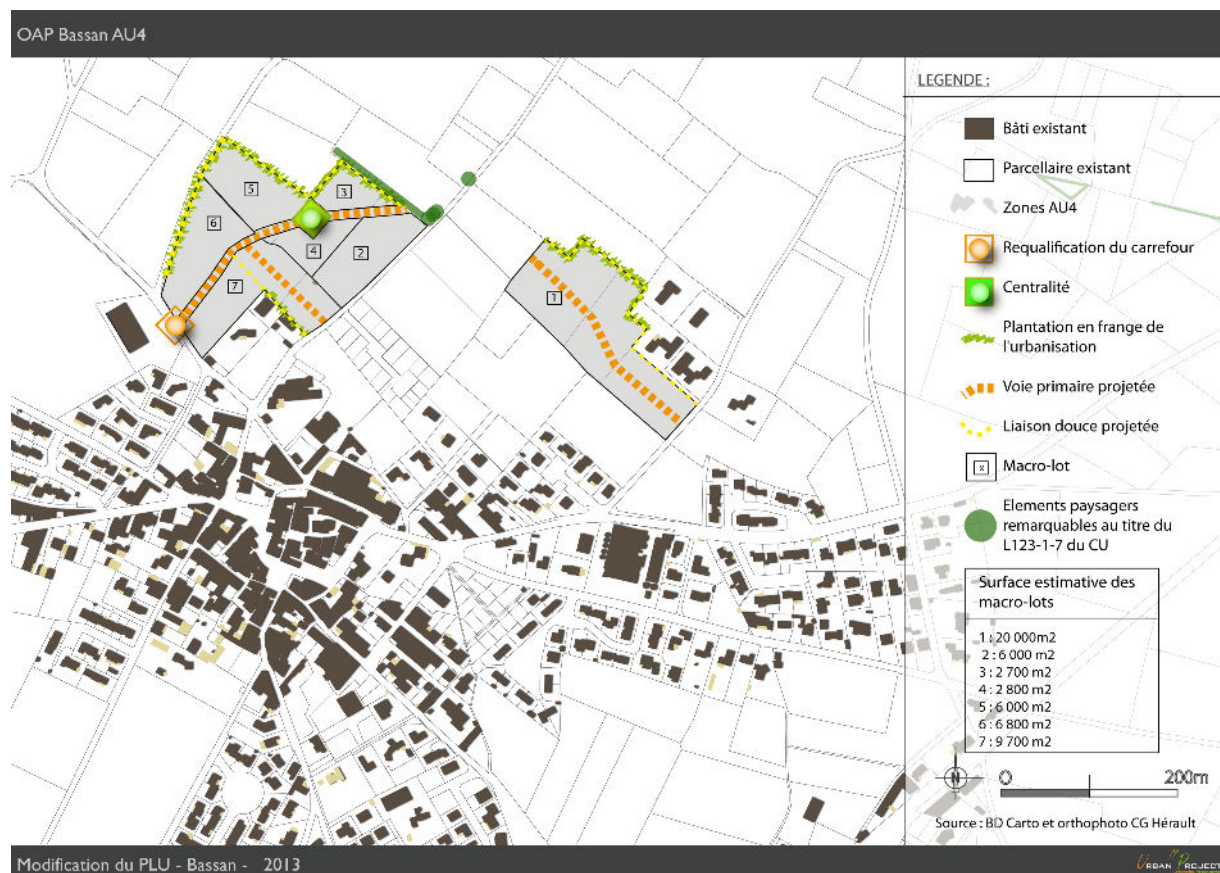 OAP Bassan AU4
LEGENDE :
Bâti existant
Parcellaire existant
Zones AU4
Requalification du carrefour
Centralité
Plantation en frange de
l'urbanisation
Voie primaire projetée
Liaison douce projetée
x
Macro-lot
Elements paysagers
remarquables au titre du
L123-1-7 du CU
Surface estimative des
macro-lots
1 : 20 000m2
2 : 6 000 m2
3 : 2 700 m2
4 : 2 800 m2
5 : 6 000 m2
6 : 6 800 m2
7 : 9 700 m2
5
3
6
4
2
7
1
N
O
200m
Source : BD Carto et orthophoto CG Hérault
Modification du PLU - Bassan - 2013
URBAN PROJECT